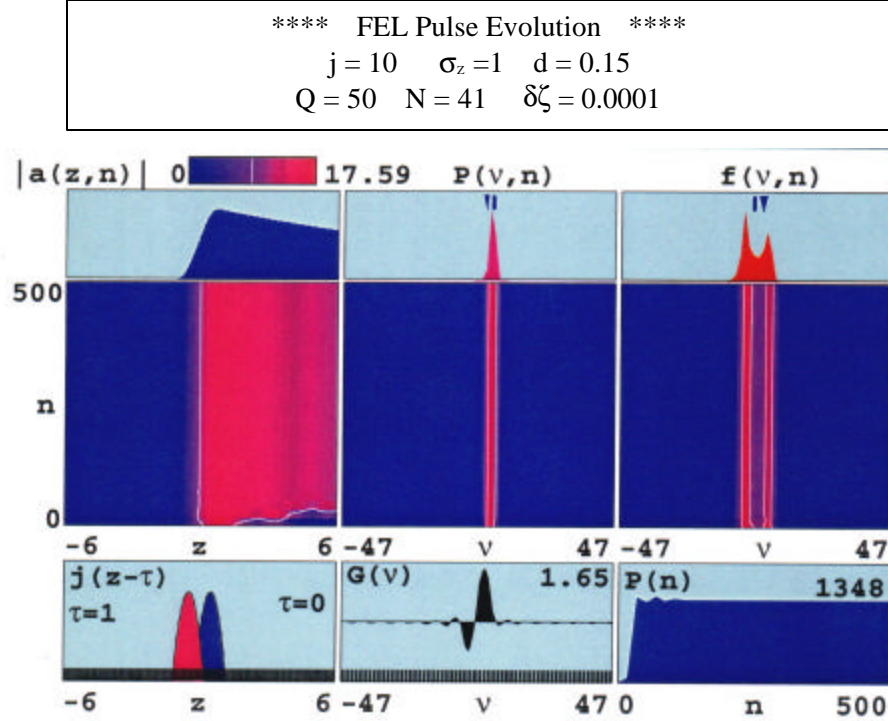 **** FEL Pulse Evolution ****
j = 10 σz =1 d = 0.15
Q = 50 N = 41 δζ = 0.0001
|a(z,n)| 0 17.59 P(ν,n) f(ν,n)
500
n
0
-6 z 6 -47 ν 47 -47 ν 47
j(z-τ) G(ν) 1.65 P(n) 1348
τ=1 τ=0
-6 z 6 -47 ν 47 0 n 500